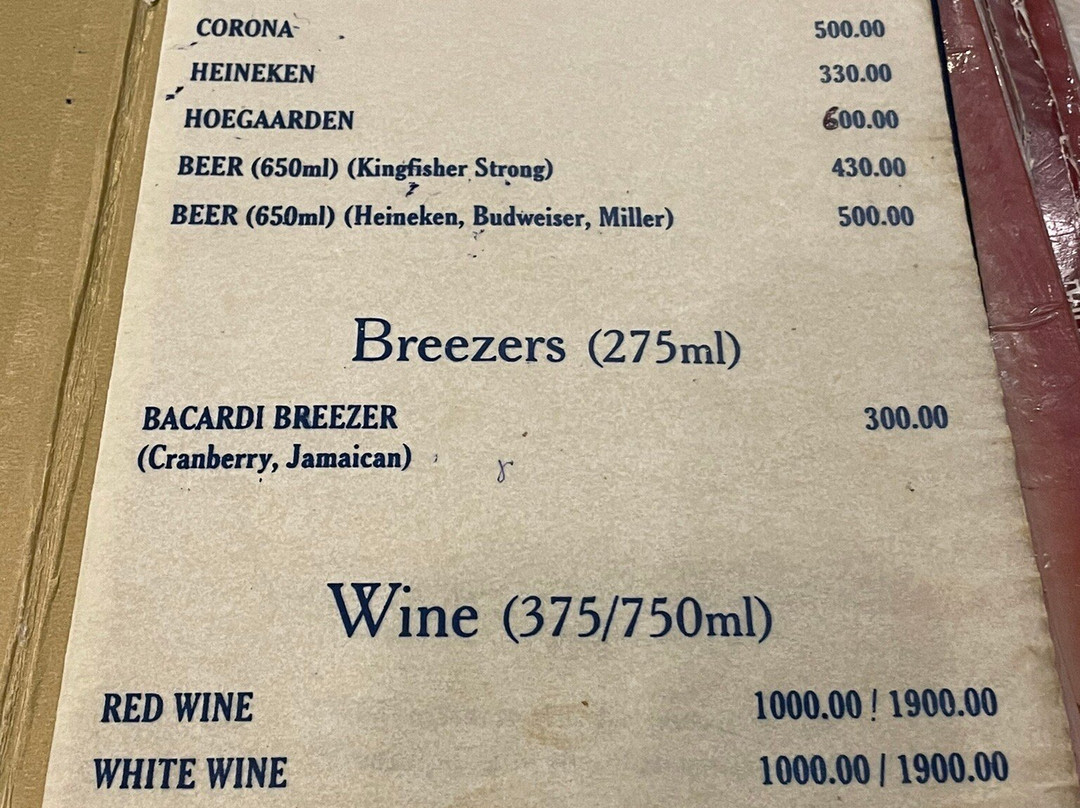 CORONA 500.00
HEINEKEN 330.00
HOEGAARDEN 600.00
BEER (650ml) (Kingfisher Strong) 430.00
BEER (650ml) (Heineken, Budweiser, Miller) 500.00
Breezers (275ml)
BACARDI BREEZER 300.00
(Cranberry, Jamaican)
Wine (375/750ml)
RED WINE 1000.00 / 1900.00
WHITE WINE 1000.00 / 1900.00